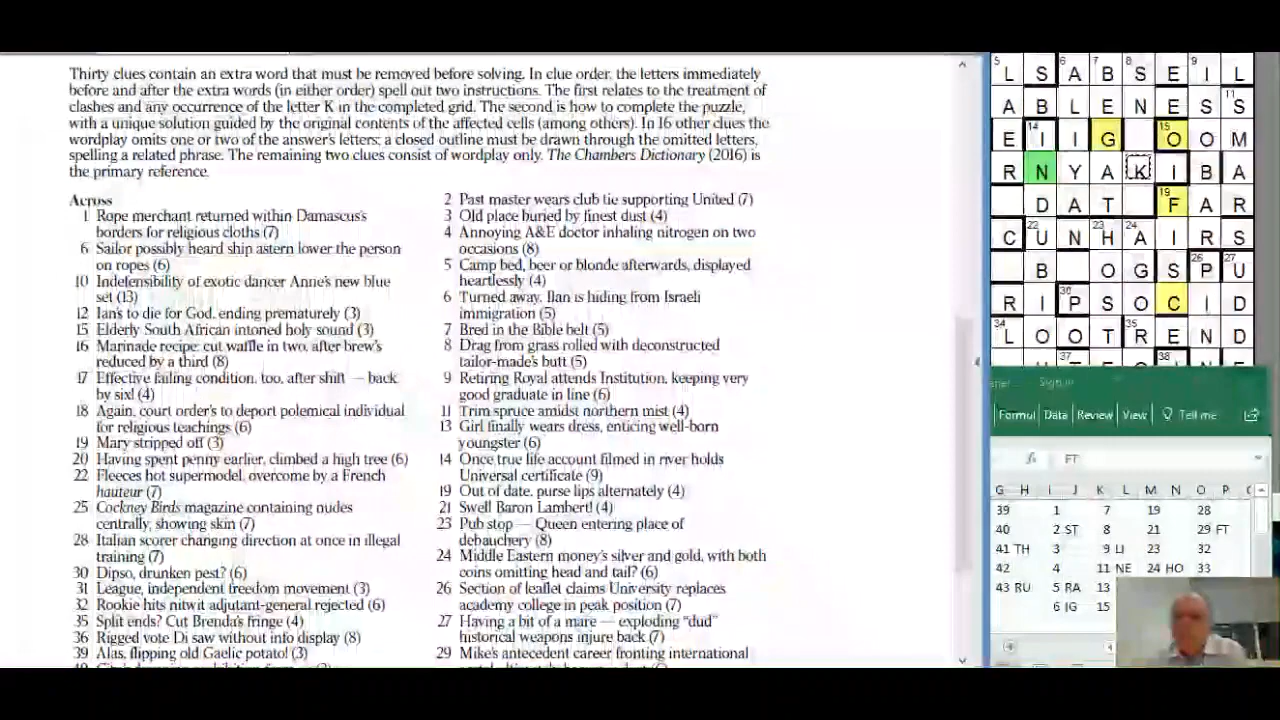 Thirty clues contain an extra word that must be removed before solving. In clue order, the letters immediately
before and after the extra words (in either order) spell out two instructions. The first relates to the treatment of
clashes and any occurrence of the letter K in the completed grid. The second is how to complete the puzzle,
with a unique solution guided by the original contents of the affected cells (among others). In 16 other clues the
wordplay omits one or two of the answer's letters; a closed outline must be drawn through the omitted letters,
spelling a related phrase. The remaining two clues consist of wordplay only. The Chambers Dictionary (2016) is
the primary reference.
Across
1 Rope merchant returned within Damascus's
borders for religious cloths (7)
6 Sailor possibly heard ship astern lower the person
on ropes (6)
10 Indefensibility of exotic dancer Anne's new blue
set (13)
12 Ian's to die for God, ending prematurely (3)
15 Elderly South African intoned holy sound (3)
16 Marinade recipe: cut waffle in two, after brew's
reduced by a third (8)
17 Effective failing condition, too, after shift — back
by six! (4)
18 Again, court order's to deport polemical individual
for religious teachings (6)
19 Mary stripped off (3)
20 Having spent penny earlier, climbed a high tree (6)
22 Fleeces hot supermodel, overcome by a French
hauteur (7)
25 Cockney Birds magazine containing nudes
centrally, showing skin (7)
28 Italian scorer changing direction at once in illegal
training (7)
30 Dipso, drunken pest? (6)
31 League, independent freedom movement (3)
32 Rookie hits nitwit adjutant-general rejected (6)
35 Split ends? Cut Brenda's fringe (4)
36 Rigged vote Di saw without info display (8)
39 Alas, flipping old Gaelic potato! (3)
2 Past master wears club tie supporting United (7)
3 Old place buried by finest dust (4)
4 Annoying A&E doctor inhaling nitrogen on two
occasions (8)
5 Camp bed, beer or blonde afterwards, displayed
heartlessly (4)
6 Turned away, Ilan is hiding from Israeli
immigration (5)
7 Bred in the Bible belt (5)
8 Drag from grass rolled with deconstructed
tailor-made's butt (5)
9 Retiring Royal attends Institution, keeping very
good graduate in line (6)
11 Trim spruce amidst northern mist (4)
13 Girl finally wears dress, enticing well-born
youngster (6)
14 Once true life account filmed in river holds
Universal certificate (9)
19 Out of date, purse lips alternately (4)
21 Swell Baron Lambert! (4)
23 Pub stop — Queen entering place of
debauchery (8)
24 Middle Eastern money's silver and gold, with both
coins omitting head and tail? (6)
26 Section of leaflet claims University replaces
academy college in peak position (7)
27 Having a bit of a mare — exploding "dud"
historical weapons injure back (7)
29 Mike's antecedent career fronting international
5 L S 6 A 7 B 8 S E 9 I L
A B L E N E S 11 S
E 14 I I G 15 O O M
R N Y A K I B A
D A T 19 F A R
C 22 U N 23 H 24 A I R S
B O G S 26 P 27 U
R I 30 P S O C I D
34 L O O T 35 R E N D
37 38
Sign in
Formul Data Review View Tell me
fx FT
G H I J K L M N O P
39 1 7 19 28
40 2 ST 8 21 29 FT
41 TH 3 9 LI 23 32
42 4 11 NE 24 HO 33
43 RU 5 RA 13
6 IG 15